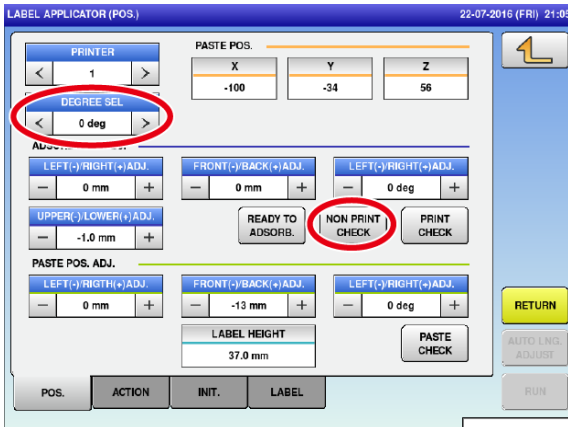 LABEL APPLICATOR (POS.) 22-07-2016 (FRI) 21:05
PRINTER
< 1 >
DEGREE SEL
< 0 deg >
PASTE POS.
X Y Z
-100 -34 56
LEFT(-)/RIGHT(+)ADJ. FRONT(-)/BACK(+)ADJ. LEFT(-)/RIGHT(+)ADJ.
− 0 mm + − 0 mm + − 0 deg +
UPPER(-)/LOWER(+)ADJ.
− -1.0 mm +
READY TO
ADSORB.
NON PRINT
CHECK
PRINT
CHECK
PASTE POS. ADJ.
LEFT(-)/RIGTH(+)ADJ. FRONT(-)/BACK(+)ADJ. LEFT(-)/RIGHT(+)ADJ.
− 0 mm + − -13 mm + − 0 deg +
LABEL HEIGHT
37.0 mm
PASTE
CHECK
RETURN
AUTO LNG.
ADJUST
RUN
POS. ACTION INIT. LABEL